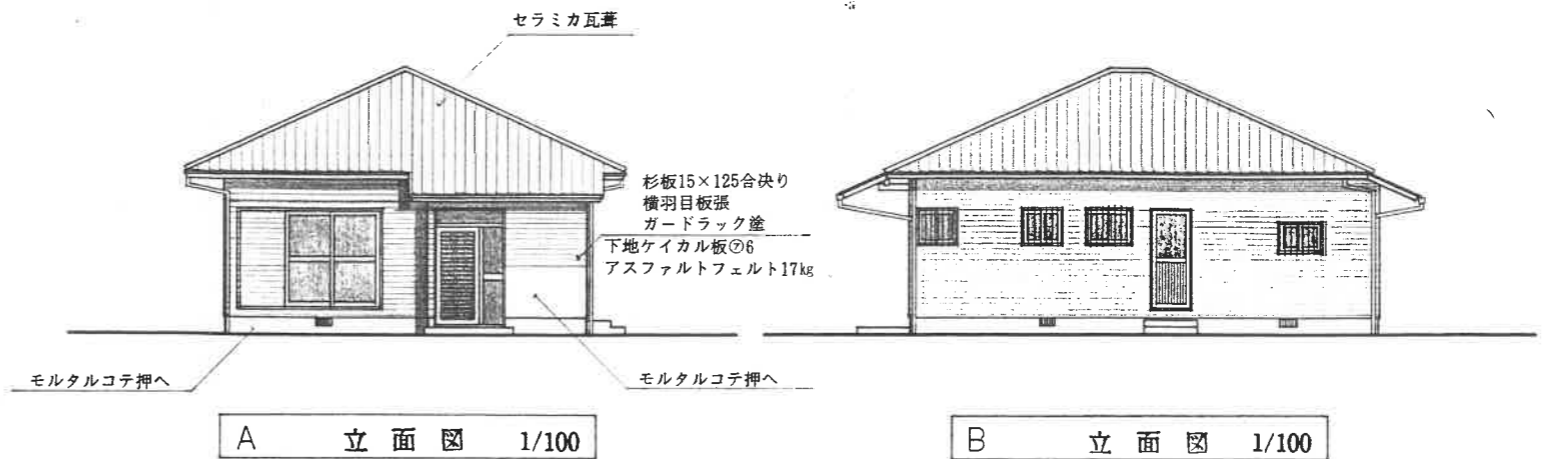 セラミカ瓦葺
杉板15×125合决り
横羽目板張
ガードラック塗
下地ケイカル板㋐6
アスファルトフェルト17kg
モルタルコテ押へ
モルタルコテ押へ
A 立面図 1/100
B 立面図 1/100